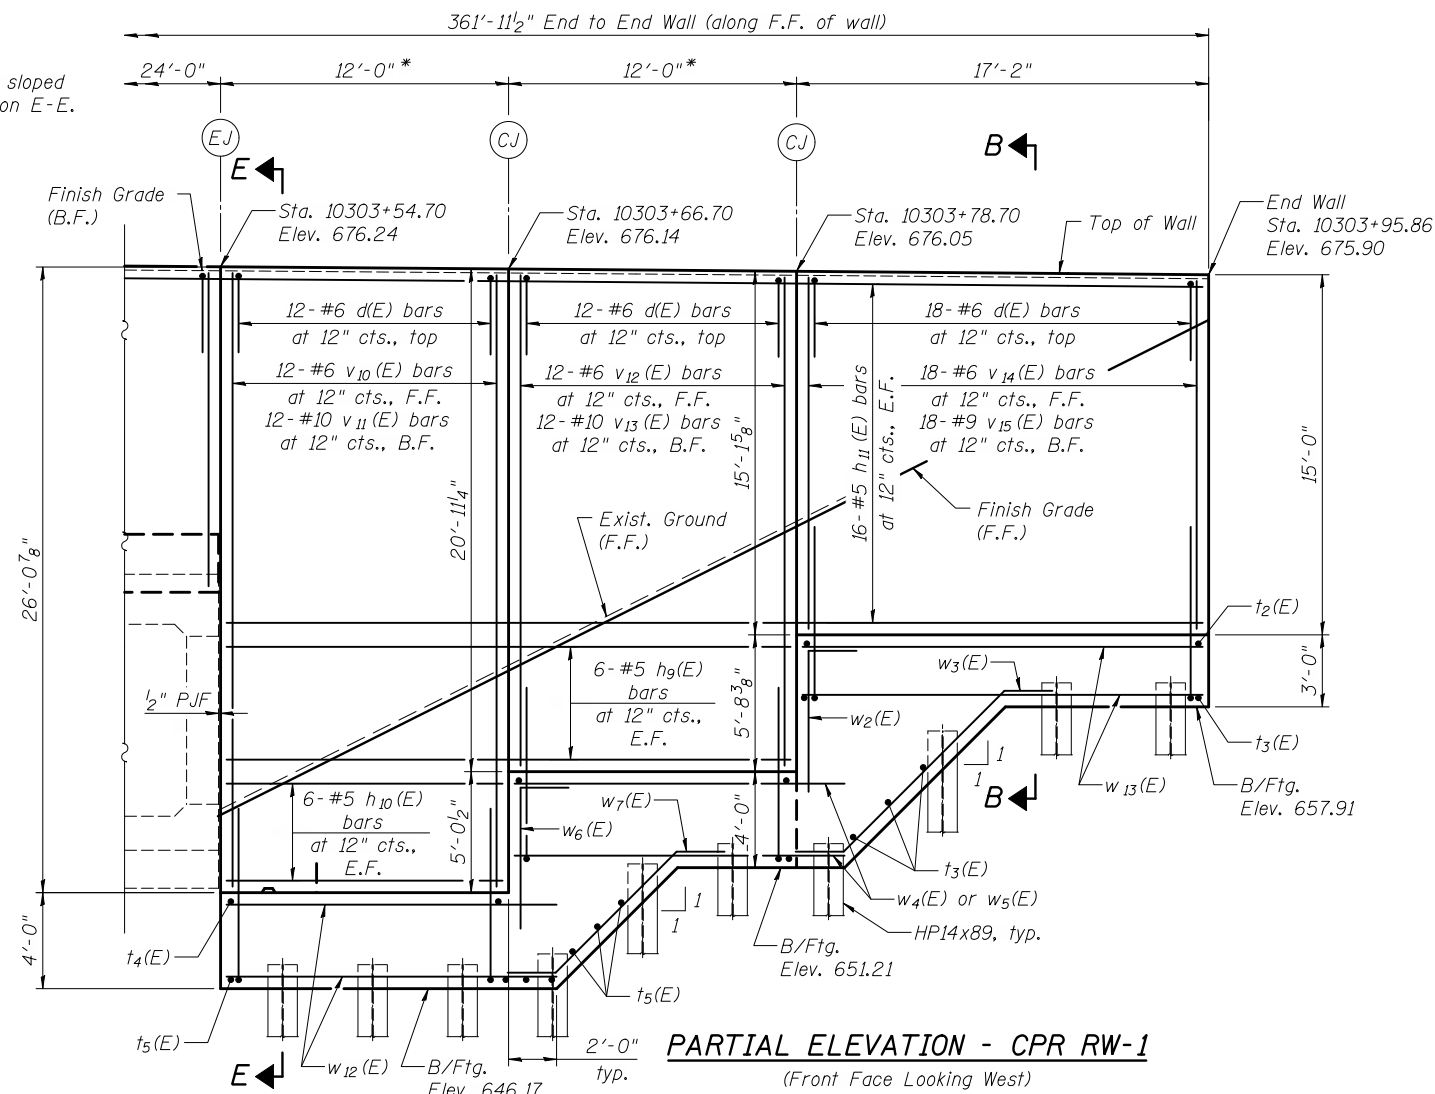 361'-11½" End to End Wall (along F.F. of wall)
24'-0"
12'-0" *
12'-0" *
17'-2"
sloped
on E-E.
EJ
CJ
CJ
E
B
Finish Grade
(B.F.)
Sta. 10303+54.70
Elev. 676.24
Sta. 10303+66.70
Elev. 676.14
Sta. 10303+78.70
Elev. 676.05
Top of Wall
End Wall
Sta. 10303+95.86
Elev. 675.90
12-#6 d(E) bars
at 12" cts., top
12-#6 d(E) bars
at 12" cts., top
18-#6 d(E) bars
at 12" cts., top
12-#6 v10(E) bars
at 12" cts., F.F.
12-#10 v11(E) bars
at 12" cts., B.F.
12-#6 v12(E) bars
at 12" cts., F.F.
12-#10 v13(E) bars
at 12" cts., B.F.
18-#6 v14(E) bars
at 12" cts., F.F.
18-#9 v15(E) bars
at 12" cts., B.F.
16-#5 h11(E) bars
at 12" cts., E.F.
26'-0⅞"
20'-11¼"
15'-1⅝"
15'-0"
Exist. Ground
(F.F.)
Finish Grade
(F.F.)
t2(E)
½" PJF
6-#5 h9(E)
bars
at 12" cts.,
E.F.
5'-8⅜"
w3(E)
3'-0"
w2(E)
t3(E)
1
1
w13(E)
B
B/Ftg.
Elev. 657.91
6-#5 h10(E)
bars
at 12" cts.,
E.F.
5'-0½"
w7(E)
w6(E)
4'-0"
t3(E)
w4(E) or w5(E)
HP14x89, typ.
1
1
B/Ftg.
Elev. 651.21
4'-0"
t4(E)
t5(E)
t5(E)
w12(E)
B/Ftg.
Elev. 646.17
2'-0"
typ.
E
PARTIAL ELEVATION - CPR RW-1
(Front Face Looking West)